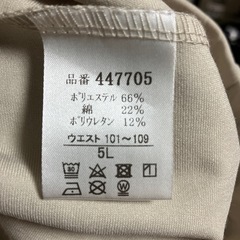 品番 447705
ポリエステル 66%
綿 22%
ポリウレタン 12%
ウエスト 101～109
5L